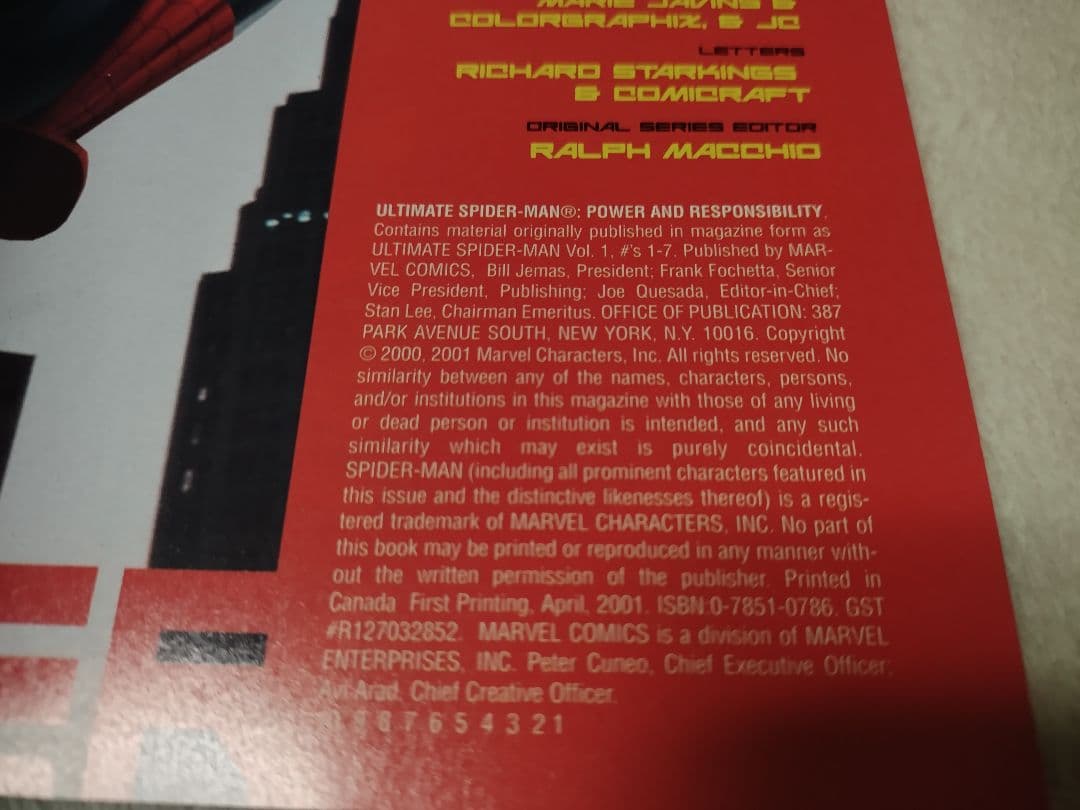 MARIE JAVINS &
COLORGRAPHIX, & JC
LETTERS
RICHARD STARKINGS
& COMICRAFT
ORIGINAL SERIES EDITOR
RALPH MACCHIO
ULTIMATE SPIDER-MAN®: POWER AND RESPONSIBILITY.
Contains material originally published in magazine form as
ULTIMATE SPIDER-MAN Vol. 1, #'s 1-7. Published by MAR-
VEL COMICS, Bill Jemas, President; Frank Fochetta, Senior
Vice President, Publishing; Joe Quesada, Editor-in-Chief;
Stan Lee, Chairman Emeritus. OFFICE OF PUBLICATION: 387
PARK AVENUE SOUTH, NEW YORK, N.Y. 10016. Copyright
© 2000, 2001 Marvel Characters, Inc. All rights reserved. No
similarity between any of the names, characters, persons,
and/or institutions in this magazine with those of any living
or dead person or institution is intended, and any such
similarity which may exist is purely coincidental.
SPIDER-MAN (including all prominent characters featured in
this issue and the distinctive likenesses thereof) is a regis-
tered trademark of MARVEL CHARACTERS, INC. No part of
this book may be printed or reproduced in any manner with-
out the written permission of the publisher. Printed in
Canada. First Printing, April, 2001. ISBN:0-7851-0786. GST
#R127032852. MARVEL COMICS is a division of MARVEL
ENTERPRISES, INC. Peter Cuneo, Chief Executive Officer;
Avi Arad, Chief Creative Officer.
8 7 6 5 4 3 2 1